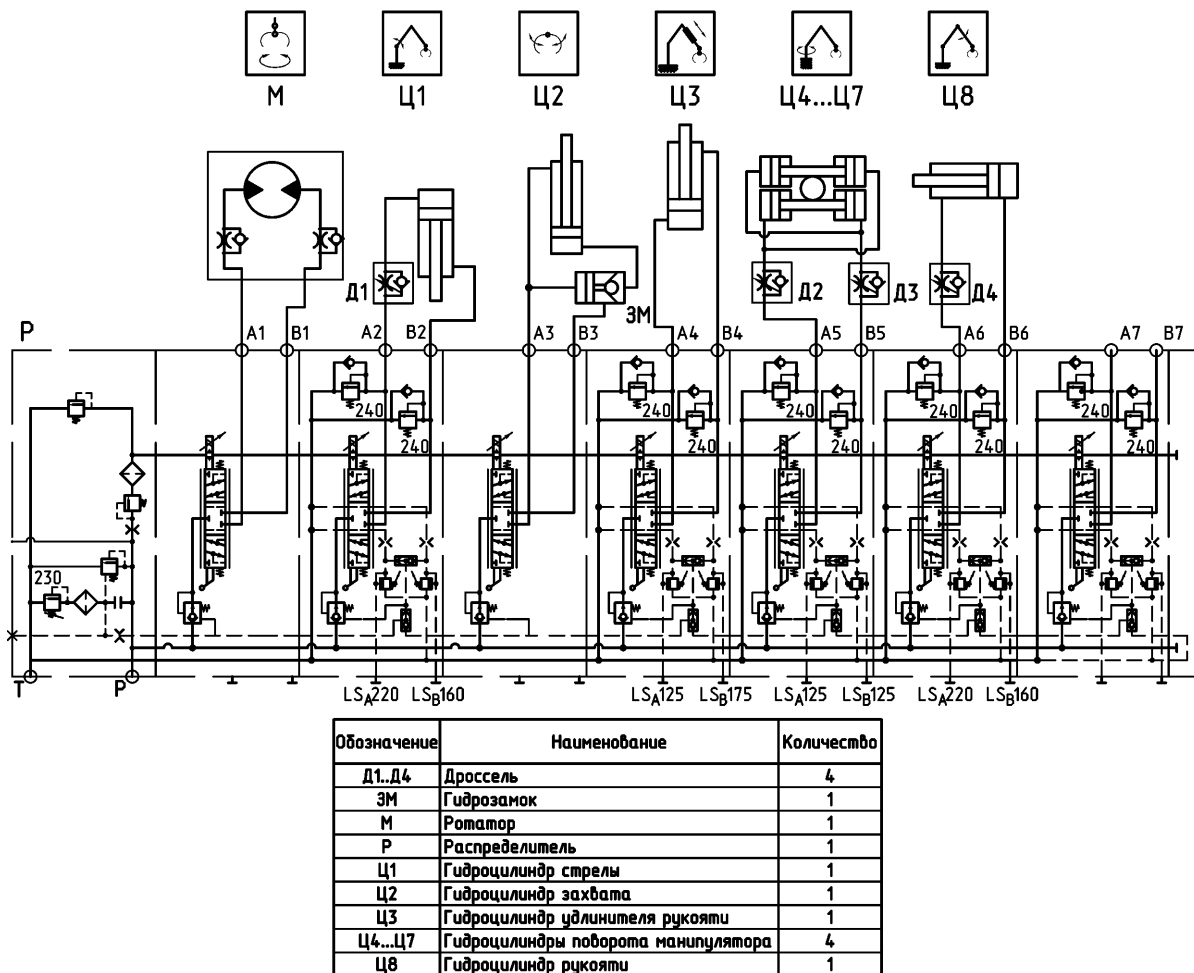 М Ц1 Ц2 Ц3 Ц4...Ц7 Ц8
Д1 ЗМ Д2 Д3 Д4
Р A1 B1 A2 B2 A3 B3 A4 B4 A5 B5 A6 B6 A7 B7
240 240 240 240
240 240 240 240 240
230
T P LSA220 LSB160 LSA125 LSB175 LSA125 LSB125 LSA220 LSB160
Обозначение Наименование Количество
Д1..Д4 Дроссель 4
ЗМ Гидрозамок 1
М Ротатор 1
Р Распределитель 1
Ц1 Гидроцилиндр стрелы 1
Ц2 Гидроцилиндр захвата 1
Ц3 Гидроцилиндр удлинителя рукояти 1
Ц4...Ц7 Гидроцилиндры поворота манипулятора 4
Ц8 Гидроцилиндр рукояти 1